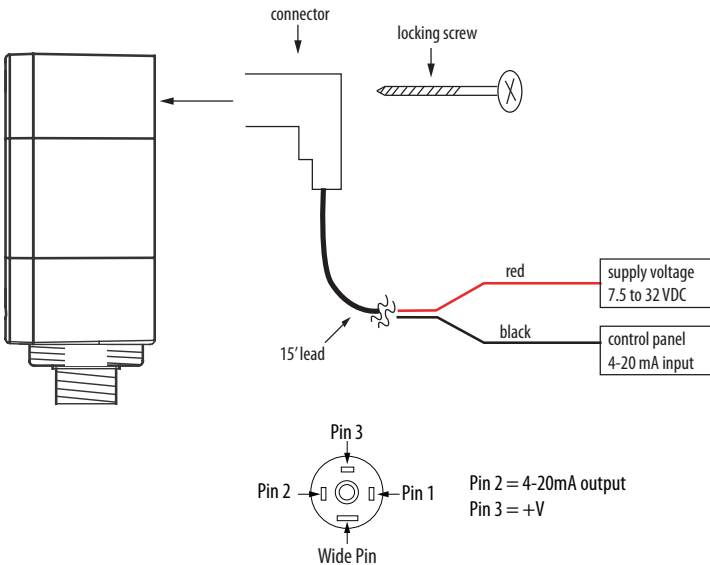 connector
locking screw
red
supply voltage
7.5 to 32 VDC
black
control panel
4-20 mA input
15’ lead
Pin 3
Pin 2
Pin 1
Wide Pin
Pin 2 = 4-20mA output
Pin 3 = +V